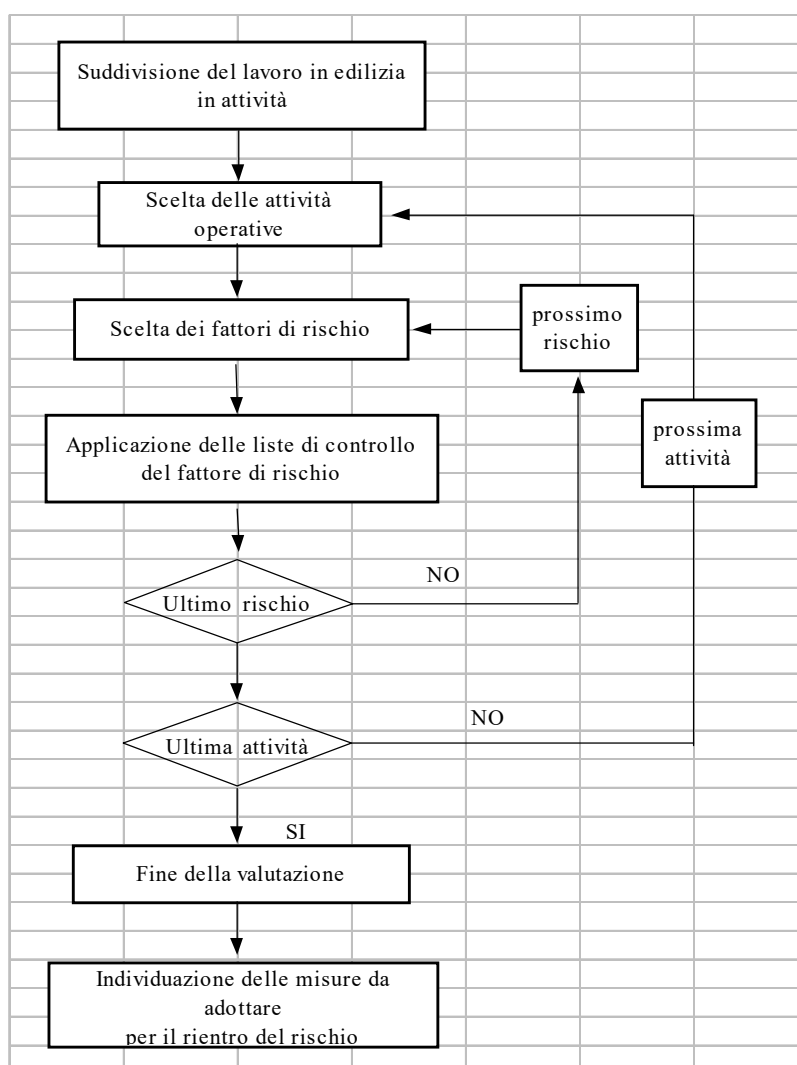 Suddivisione del lavoro in edilizia
in attività
Scelta delle attività
operative
Scelta dei fattori di rischio
prossimo
rischio
Applicazione delle liste di controllo
del fattore di rischio
prossima
attività
NO
Ultimo rischio
NO
Ultima attività
SI
Fine della valutazione
Individuazione delle misure da
adottare
per il rientro del rischio